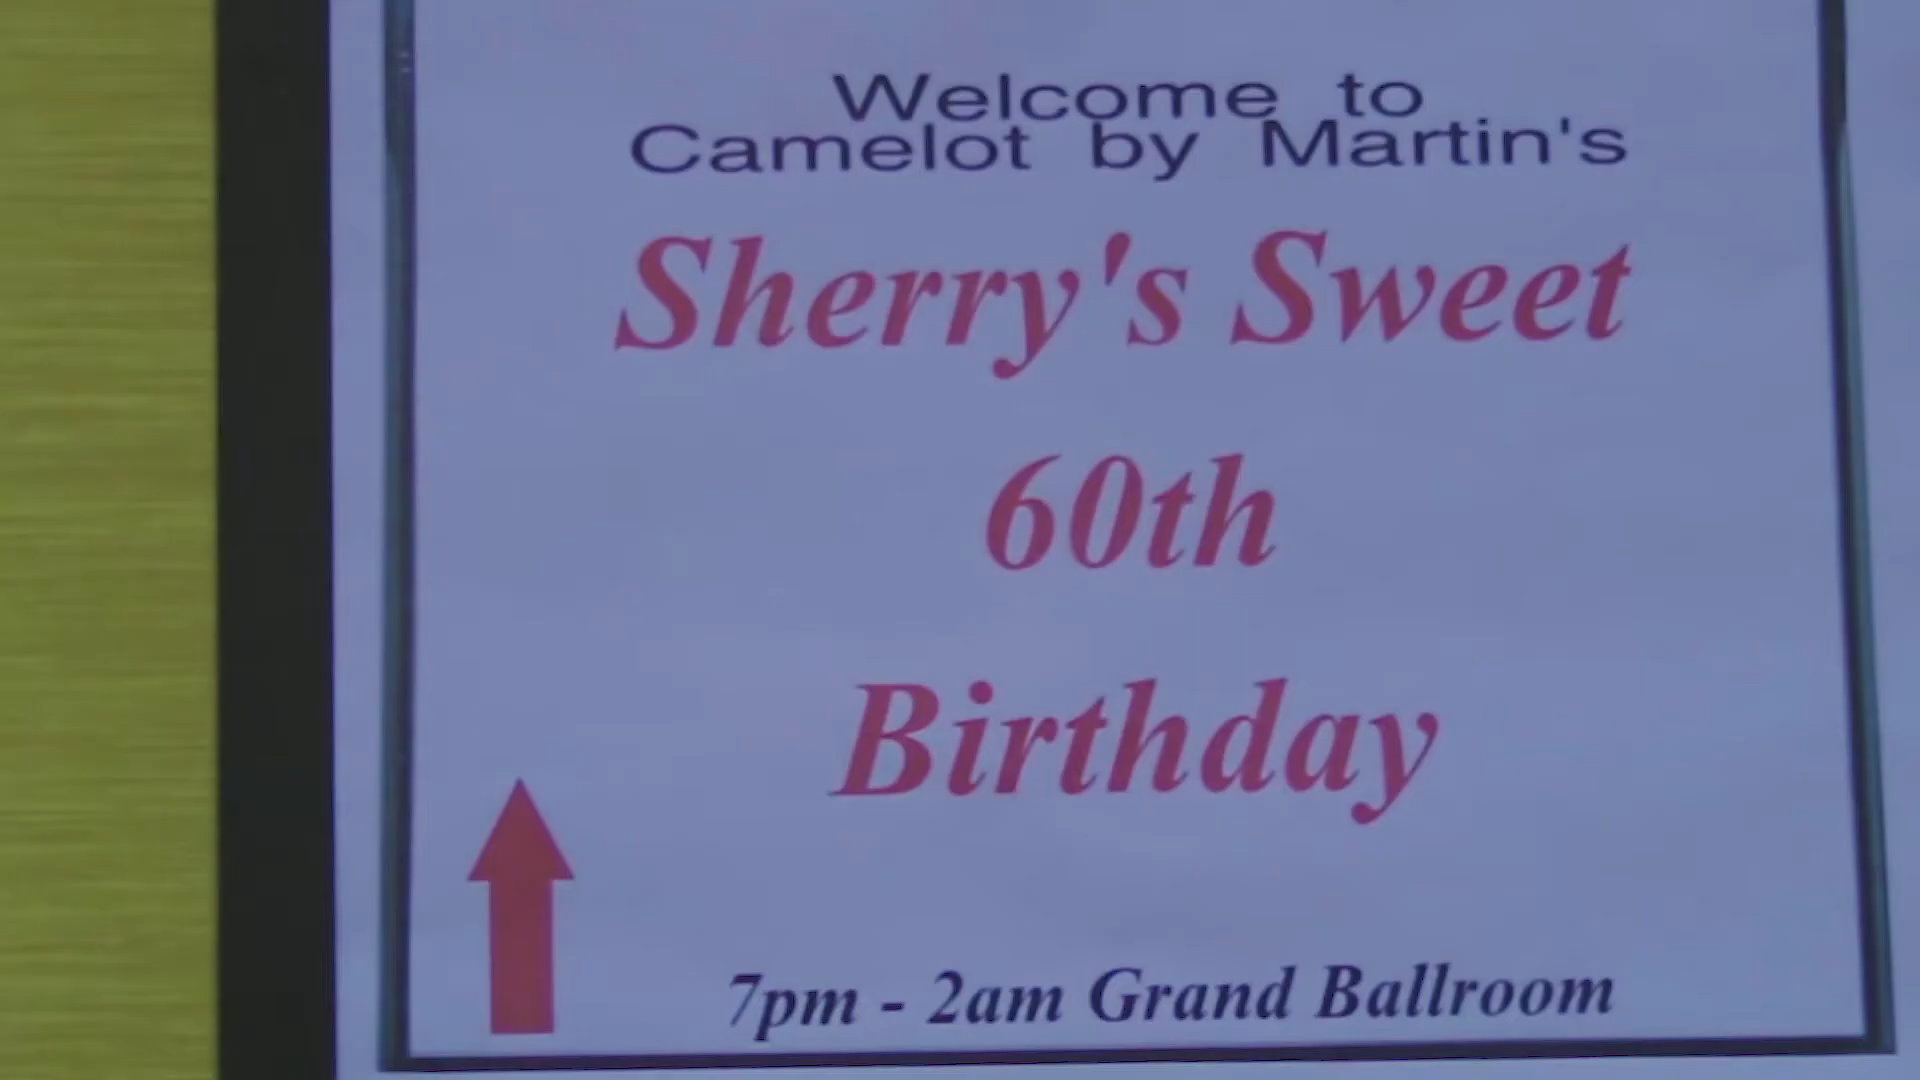 Welcome to
Camelot by Martin's
Sherry's Sweet
60th
Birthday
7pm - 2am Grand Ballroom